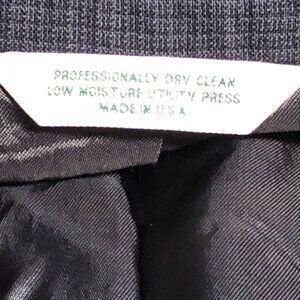 PROFESSIONALLY DRY CLEAN
LOW MOISTURE UTILITY PRESS
MADE IN U.S.A